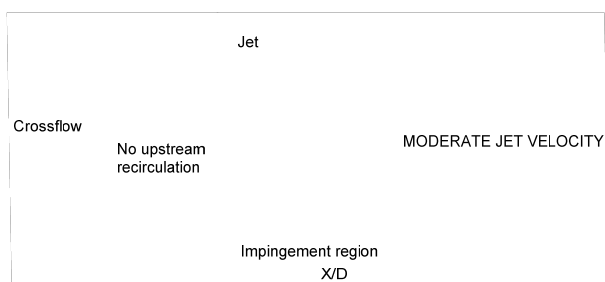 Jet
Crossflow
No upstream
recirculation
MODERATE JET VELOCITY
Impingement region
X/D